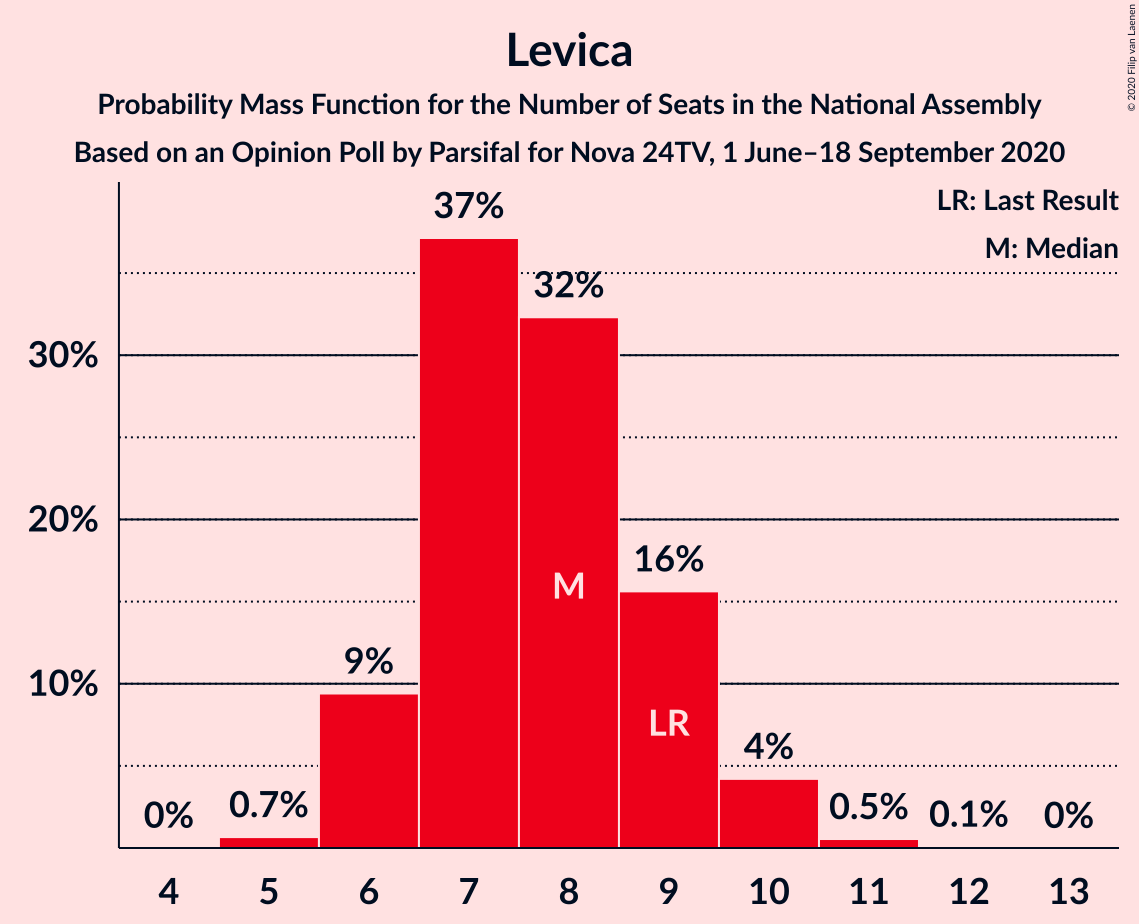 Levica
Probability Mass Function for the Number of Seats in the National Assembly
Based on an Opinion Poll by Parsifal for Nova 24TV, 1 June–18 September 2020
© 2020 Filip van Laenen
LR: Last Result
M: Median
37%
32%
30%
20%
16%
M
10%
9%
LR
4%
0%
0.7%
0.5%
0.1%
0%
4 5 6 7 8 9 10 11 12 13